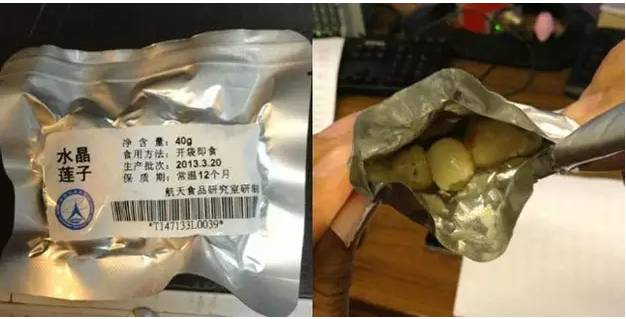 水晶
莲子
净 含 量：40g
食用方法：开袋即食
生产批次：2013.3.20
保 质 期：常温12个月
航天食品研究室研制
*T147133L0039*